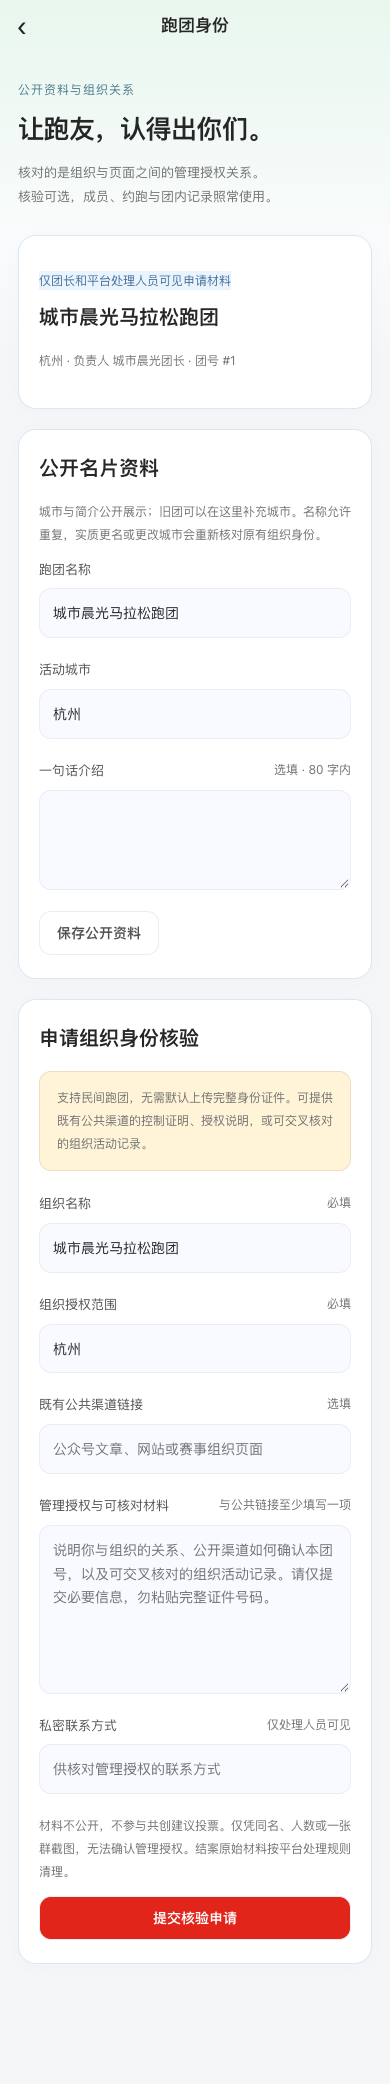 跑团身份
公开资料与组织关系
让跑友，认得出你们。
核对的是组织与页面之间的管理授权关系。
核验可选，成员、约跑与团内记录照常使用。
仅团长和平台处理人员可见申请材料
城市晨光马拉松跑团
杭州 · 负责人 城市晨光团长 · 团号 #1
公开名片资料
城市与简介公开展示；旧团可以在这里补充城市。名称允许
重复，实质更名或更改城市会重新核对原有组织身份。
跑团名称
城市晨光马拉松跑团
活动城市
杭州
一句话介绍 选填 · 80 字内
保存公开资料
申请组织身份核验
支持民间跑团，无需默认上传完整身份证件。可提供
既有公共渠道的控制证明、授权说明，或可交叉核对
的组织活动记录。
组织名称 必填
城市晨光马拉松跑团
组织授权范围 必填
杭州
既有公共渠道链接 选填
公众号文章、网站或赛事组织页面
管理授权与可核对材料 与公共链接至少填写一项
说明你与组织的关系、公开渠道如何确认本团
号，以及可交叉核对的组织活动记录。请仅提
交必要信息，勿粘贴完整证件号码。
私密联系方式 仅处理人员可见
供核对管理授权的联系方式
材料不公开，不参与共创建议投票。仅凭同名、人数或一张
群截图，无法确认管理授权。结案原始材料按平台处理规则
清理。
提交核验申请